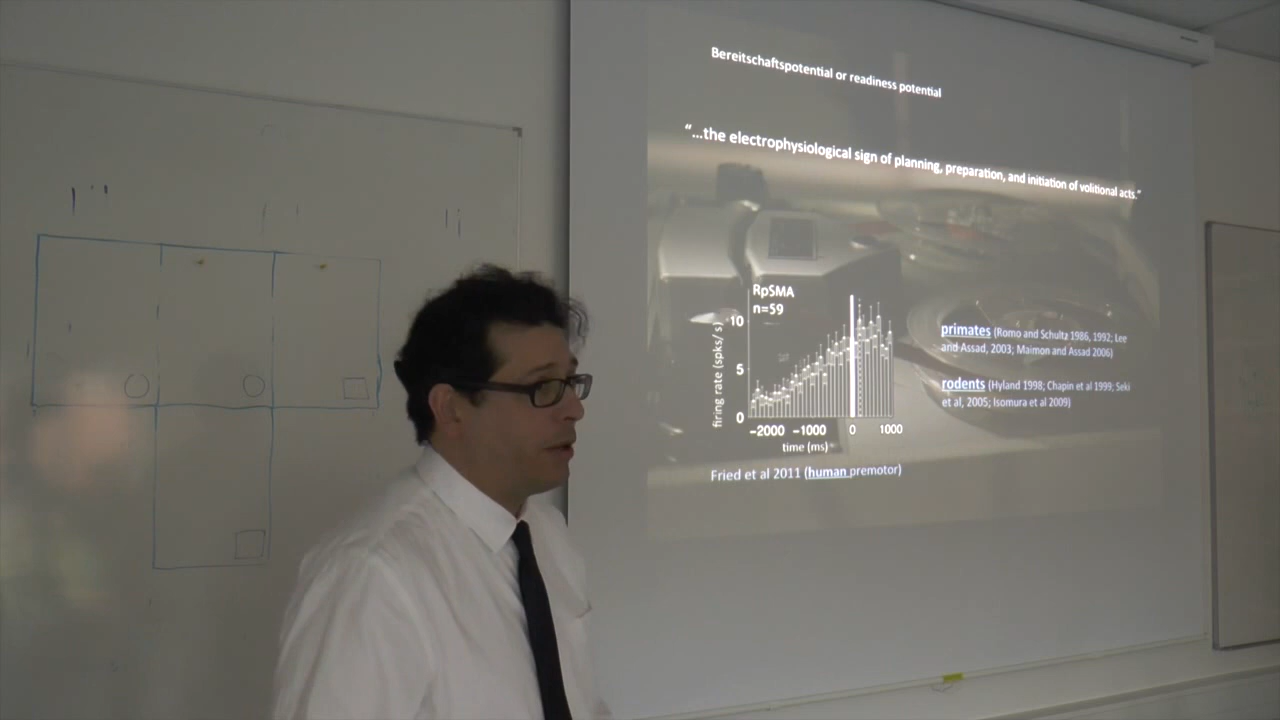 Bereitschaftspotential or readiness potential
“...the electrophysiological sign of planning, preparation, and initiation of volitional acts.”
RpSMA
n=59
firing rate (spks/s)
10
5
0
−2000 −1000 0 1000
time (ms)
Fried et al 2011 (human premotor)
primates (Romo and Schultz 1986, 1992; Lee
and Assad, 2003; Maimon and Assad 2006)
rodents (Hyland 1998; Chapin et al 1999; Seki
et al, 2005; Isomura et al 2009)